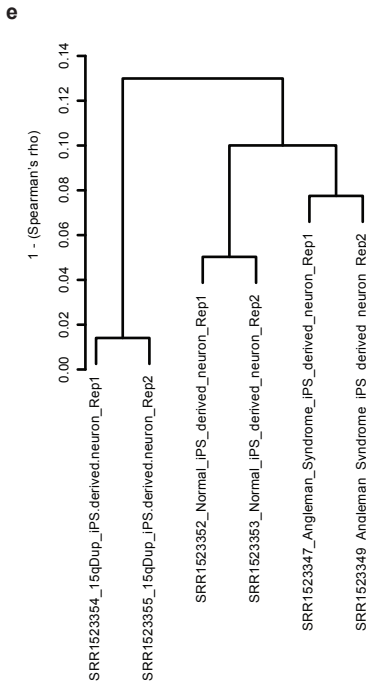 e
1 - (Spearman's rho)
0.14
0.12
0.10
0.08
0.06
0.04
0.02
0.00
SRR1523354_15qDup_iPS.derived.neuron_Rep1
SRR1523355_15qDup_iPS.derived.neuron_Rep2
SRR1523352_Normal_iPS_derived_neuron_Rep1
SRR1523353_Normal_iPS_derived_neuron_Rep2
SRR1523347_Angleman_Syndrome_iPS_derived_neuron_Rep1
SRR1523349_Angleman_Syndrome_iPS_derived_neuron_Rep2